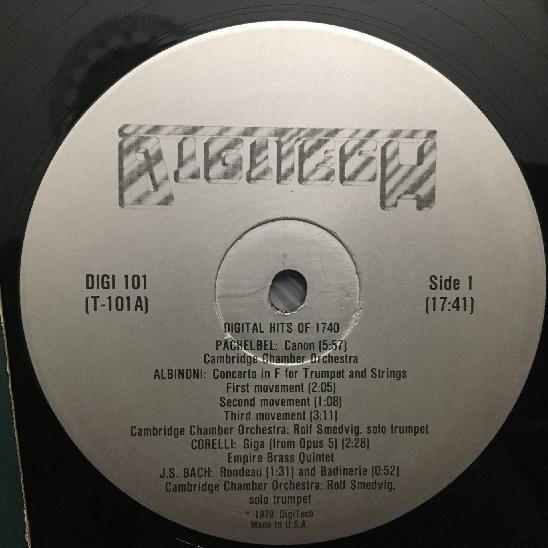 DIGITECH
DIGI 101
(T-101A)
Side 1
(17:41)
DIGITAL HITS OF 1740
PACHELBEL: Canon (5:57)
Cambridge Chamber Orchestra
ALBINONI: Concerto in F for Trumpet and Strings
First movement (2:05)
Second movement (1:08)
Third movement (3:11)
Cambridge Chamber Orchestra; Rolf Smedvig, solo trumpet
CORELLI: Giga (from Opus 5) (2:28)
Empire Brass Quintet
J.S. BACH: Rondeau (1:31) and Badinerie (0:52)
Cambridge Chamber Orchestra; Rolf Smedvig,
solo trumpet
1979, DigiTech
Made in U.S.A.